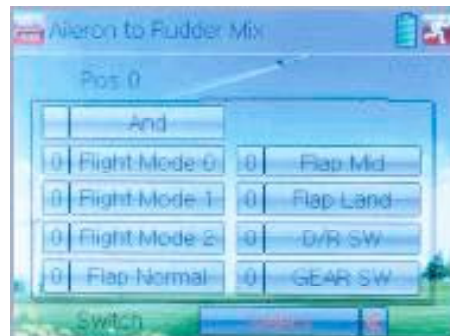 Aileron to Rudder Mix
Pos 0
And
0 Flight Mode 0 0 Flap Mid
0 Flight Mode 1 0 Flap Land
0 Flight Mode 2 0 D/R SW
0 Flap Normal 0 GEAR SW
Switch